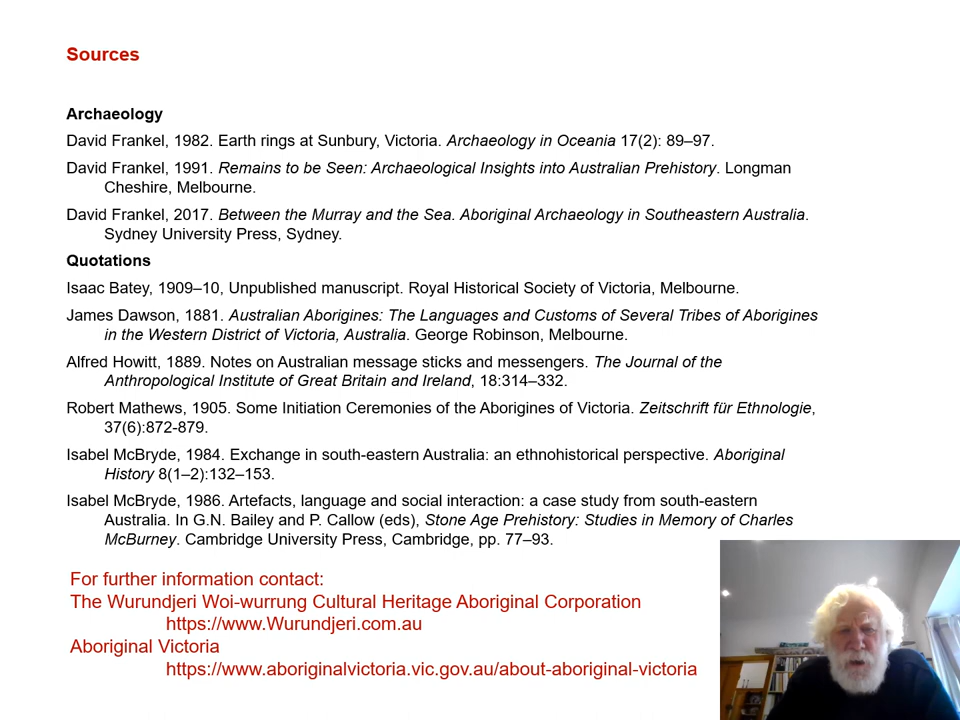 Sources
Archaeology
David Frankel, 1982. Earth rings at Sunbury, Victoria. Archaeology in Oceania 17(2): 89–97.
David Frankel, 1991. Remains to be Seen: Archaeological Insights into Australian Prehistory. Longman
Cheshire, Melbourne.
David Frankel, 2017. Between the Murray and the Sea. Aboriginal Archaeology in Southeastern Australia.
Sydney University Press, Sydney.
Quotations
Isaac Batey, 1909–10, Unpublished manuscript. Royal Historical Society of Victoria, Melbourne.
James Dawson, 1881. Australian Aborigines: The Languages and Customs of Several Tribes of Aborigines
in the Western District of Victoria, Australia. George Robinson, Melbourne.
Alfred Howitt, 1889. Notes on Australian message sticks and messengers. The Journal of the
Anthropological Institute of Great Britain and Ireland, 18:314–332.
Robert Mathews, 1905. Some Initiation Ceremonies of the Aborigines of Victoria. Zeitschrift für Ethnologie,
37(6):872-879.
Isabel McBryde, 1984. Exchange in south-eastern Australia: an ethnohistorical perspective. Aboriginal
History 8(1–2):132–153.
Isabel McBryde, 1986. Artefacts, language and social interaction: a case study from south-eastern
Australia. In G.N. Bailey and P. Callow (eds), Stone Age Prehistory: Studies in Memory of Charles
McBurney. Cambridge University Press, Cambridge, pp. 77–93.
For further information contact:
The Wurundjeri Woi-wurrung Cultural Heritage Aboriginal Corporation
https://www.Wurundjeri.com.au
Aboriginal Victoria
https://www.aboriginalvictoria.vic.gov.au/about-aboriginal-victoria